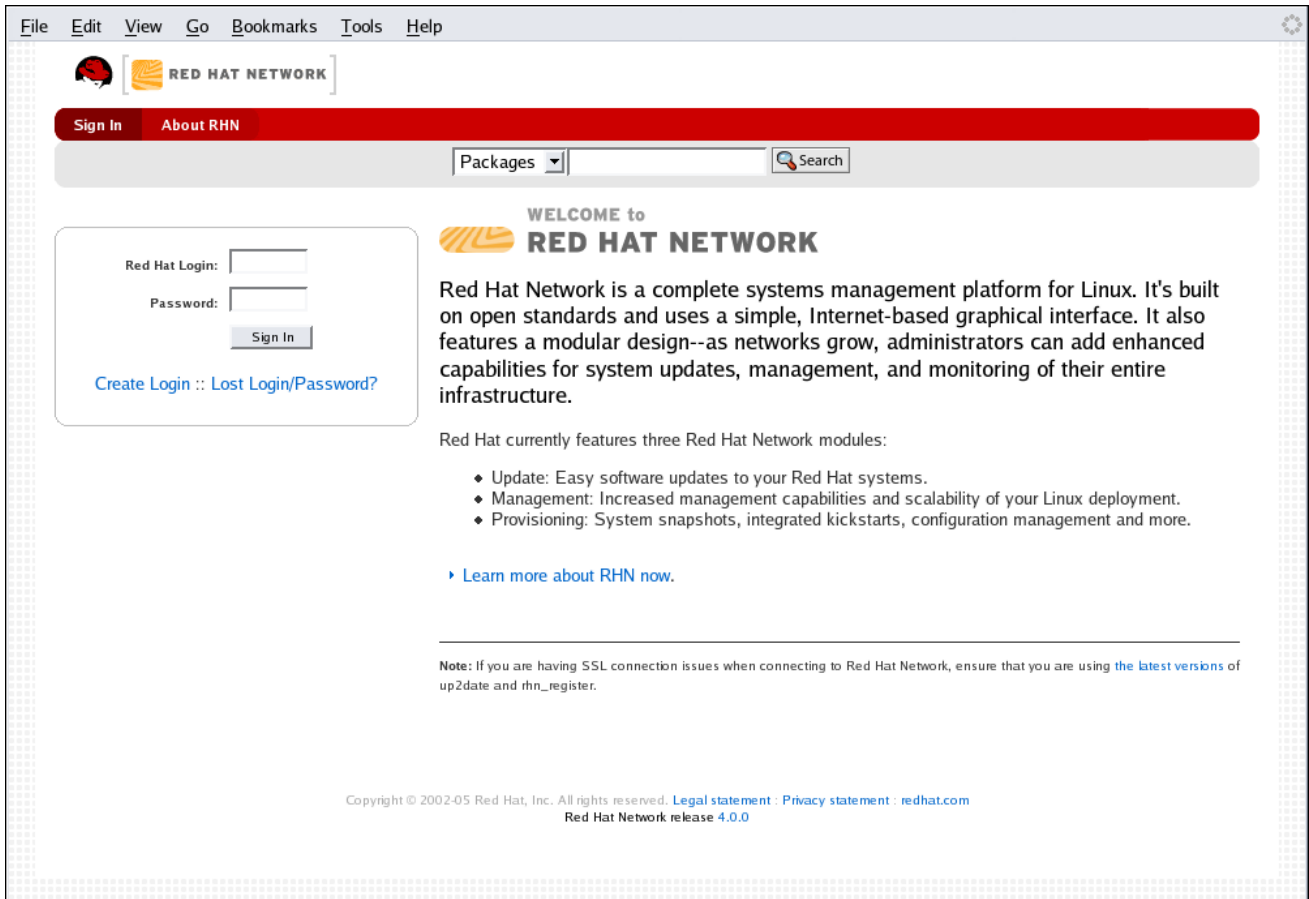 File Edit View Go Bookmarks Tools Help
RED HAT NETWORK
Sign In About RHN
Packages Search
WELCOME to
RED HAT NETWORK
Red Hat Login:
Password:
Sign In
Create Login :: Lost Login/Password?
Red Hat Network is a complete systems management platform for Linux. It's built
on open standards and uses a simple, Internet-based graphical interface. It also
features a modular design--as networks grow, administrators can add enhanced
capabilities for system updates, management, and monitoring of their entire
infrastructure.
Red Hat currently features three Red Hat Network modules:
◆ Update: Easy software updates to your Red Hat systems.
◆ Management: Increased management capabilities and scalability of your Linux deployment.
◆ Provisioning: System snapshots, integrated kickstarts, configuration management and more.
Learn more about RHN now.
Note: If you are having SSL connection issues when connecting to Red Hat Network, ensure that you are using the latest versions of
up2date and rhn_register.
Copyright © 2002-05 Red Hat, Inc. All rights reserved. Legal statement : Privacy statement : redhat.com
Red Hat Network release 4.0.0